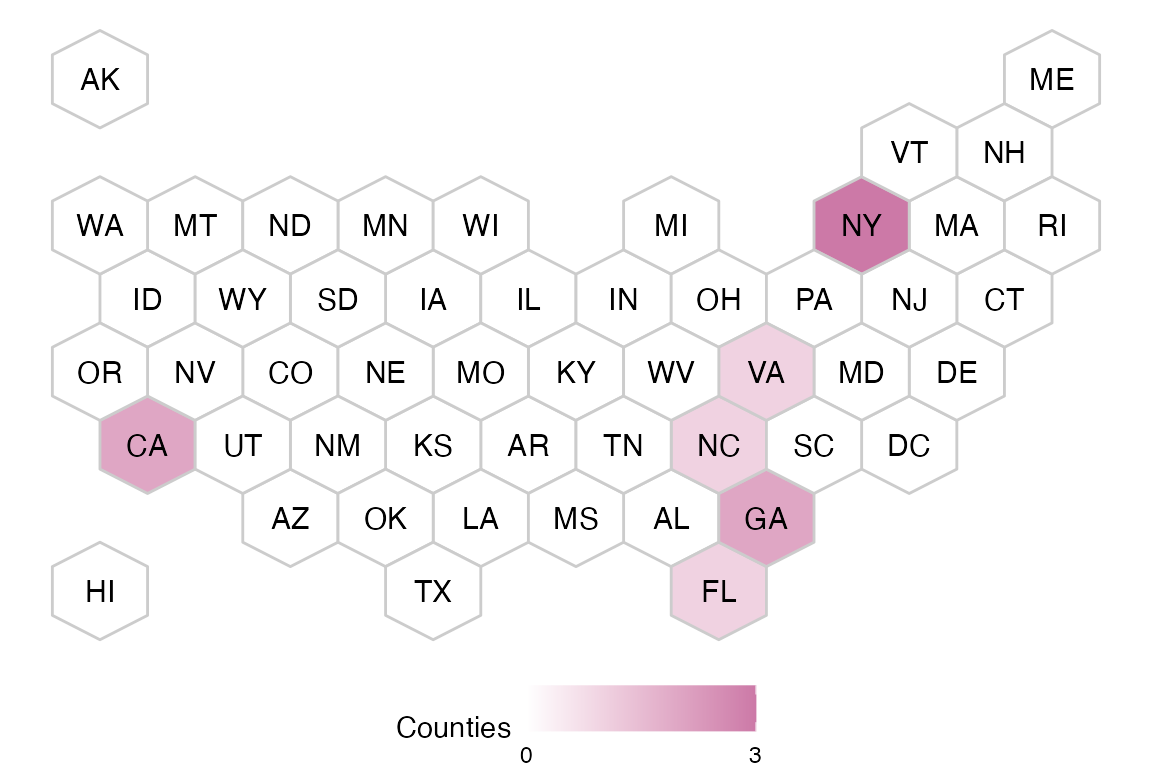 AK ME
VT NH
WA MT ND MN WI MI NY MA RI
ID WY SD IA IL IN OH PA NJ CT
OR NV CO NE MO KY WV VA MD DE
CA UT NM KS AR TN NC SC DC
AZ OK LA MS AL GA
HI TX FL
Counties
0 3